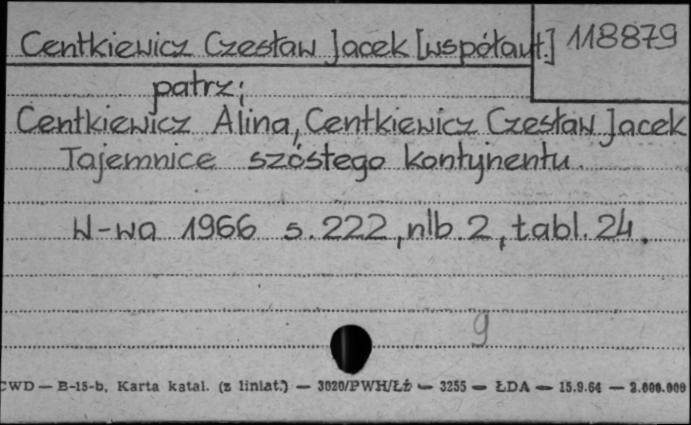 Centkiewicz Czesław Jacek [współaut.] 118879
patrz:
Centkiewicz Alina, Centkiewicz Czesław Jacek
Tajemnice szóstego kontynentu.
W-wa 1966 s. 222, nlb. 2, tabl. 24.
9
CWD — B-15-b. Karta katal. (z liniat.) — 3020/PWH/Łź — 3255 — ŁDA — 15.9.64 — 2.000.000